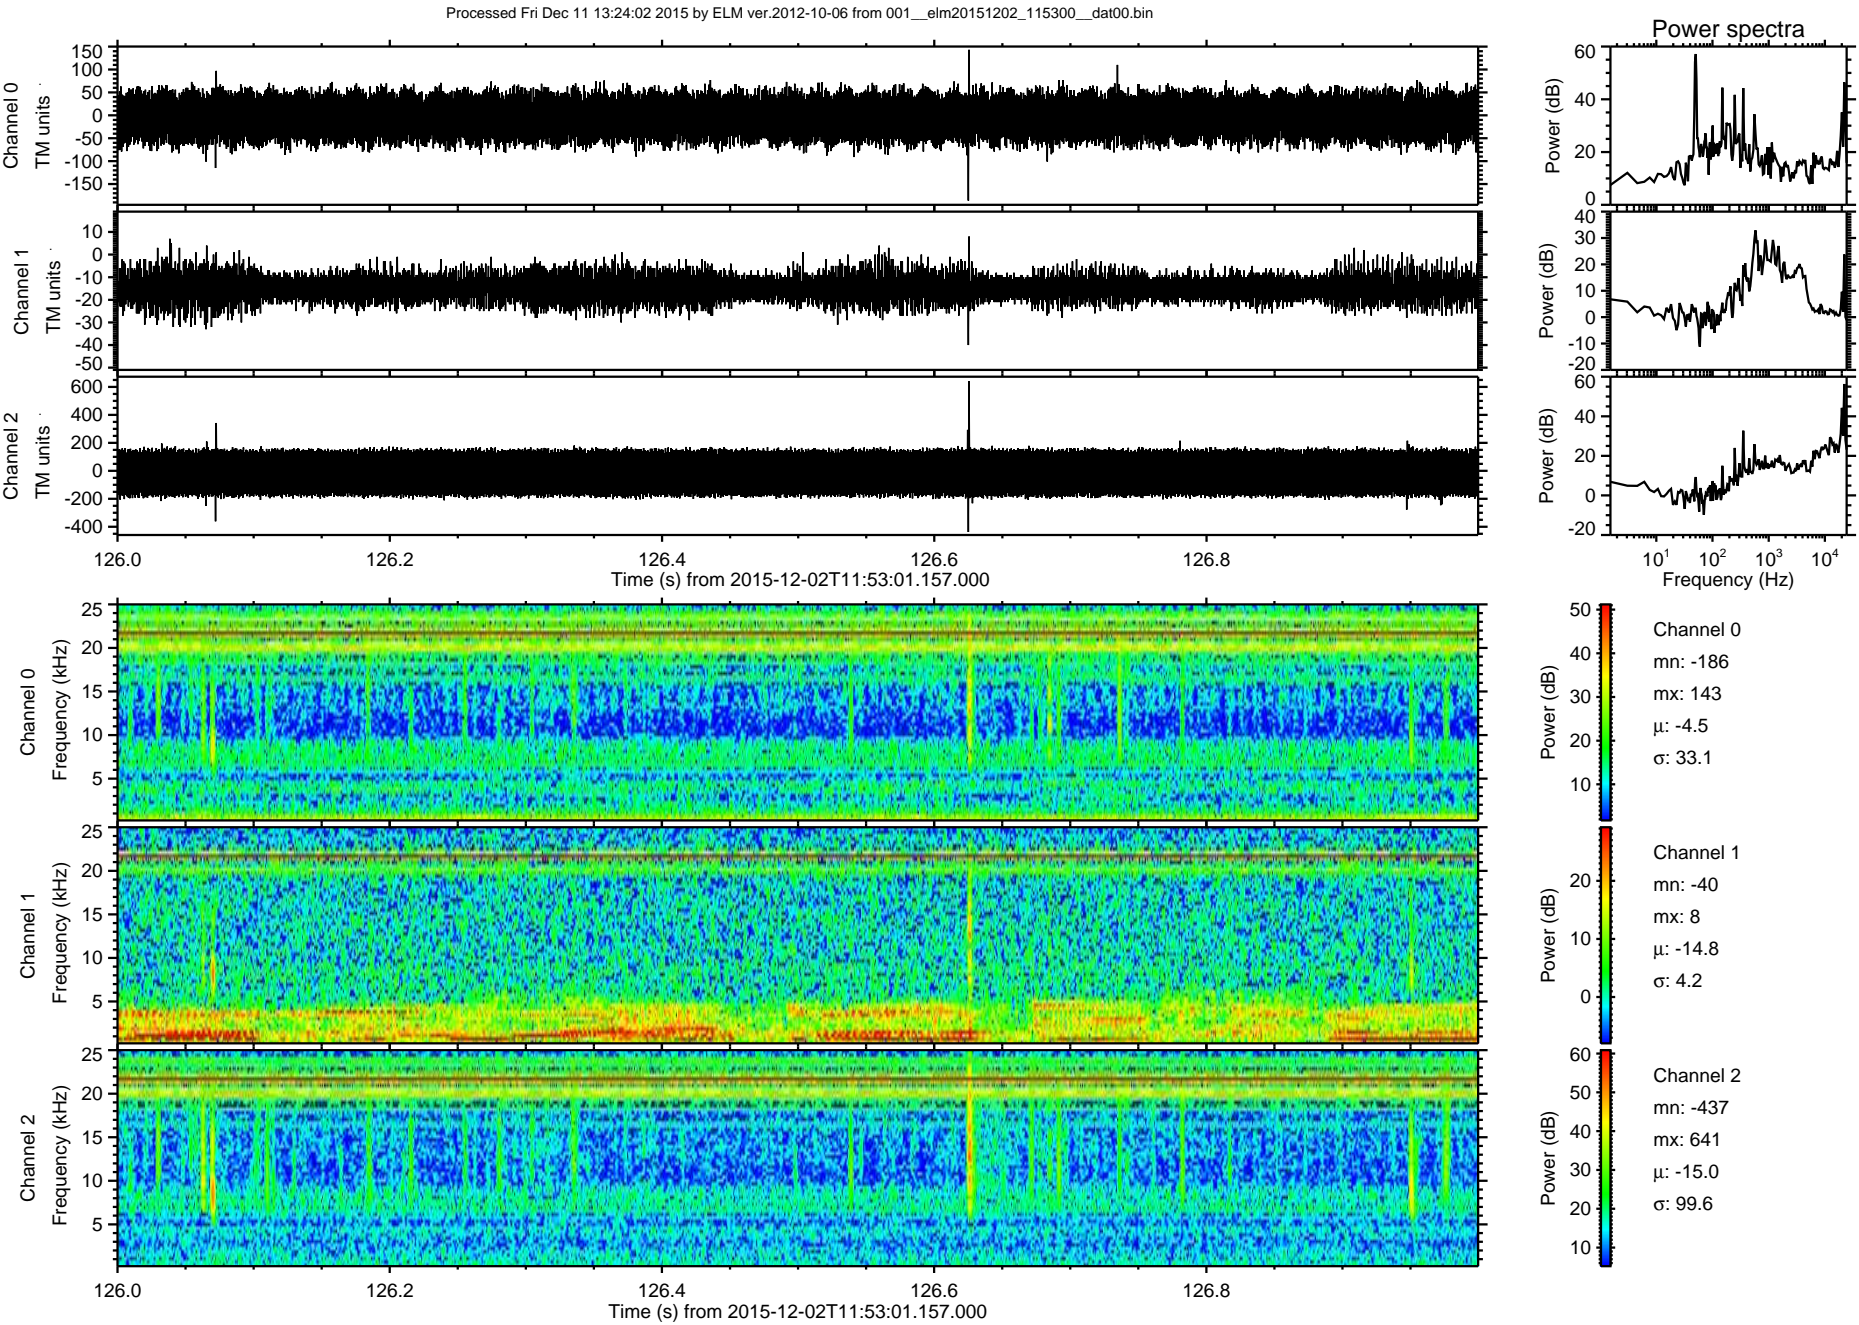 Processed Fri Dec 11 13:24:02 2015 by ELM ver.2012-10-06 from 001__elm20151202_115300__dat00.bin
Power spectra
Channel 0
TM units
150
100
50
0
-50
-100
-150
Power (dB)
60
40
20
0
Channel 1
TM units
10
0
-10
-20
-30
-40
-50
Power (dB)
40
30
20
10
0
-10
-20
Channel 2
TM units
600
400
200
0
-200
-400
Power (dB)
60
40
20
0
-20
126.0 126.2 126.4 126.6 126.8
Time (s) from 2015-12-02T11:53:01.157.000
10^1 10^2 10^3 10^4
Frequency (Hz)
Channel 0
Frequency (kHz)
25
20
15
10
5
Power (dB)
50
40
30
20
10
Channel 0
mn: -186
mx: 143
μ: -4.5
σ: 33.1
Channel 1
Frequency (kHz)
25
20
15
10
5
Power (dB)
20
10
0
Channel 1
mn: -40
mx: 8
μ: -14.8
σ: 4.2
Channel 2
Frequency (kHz)
25
20
15
10
5
Power (dB)
60
50
40
30
20
10
Channel 2
mn: -437
mx: 641
μ: -15.0
σ: 99.6
126.0 126.2 126.4 126.6 126.8
Time (s) from 2015-12-02T11:53:01.157.000